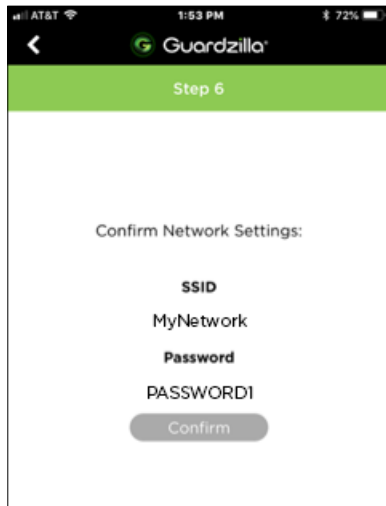 AT&T 1:53 PM 72%
Guardzilla
Step 6
Confirm Network Settings:
SSID
MyNetwork
Password
PASSWORD1
Confirm